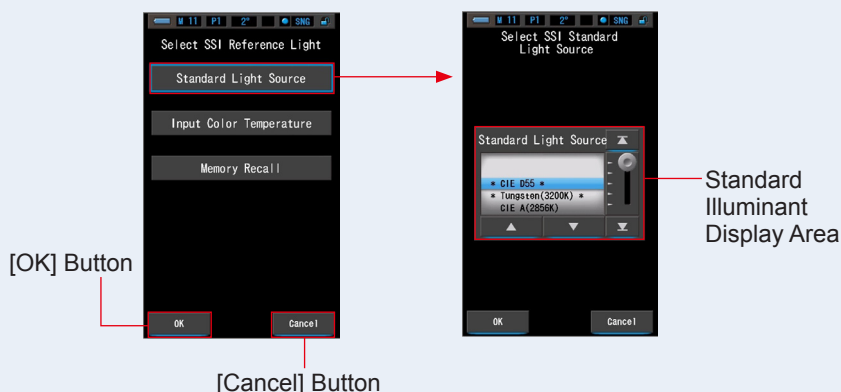 M 11 P1 2° SNG
Select SSI Reference Light
Standard Light Source
Input Color Temperature
Memory Recall
OK Cancel
[OK] Button
[Cancel] Button
M 11 P1 2° SNG
Select SSI Standard
Light Source
Standard Light Source
* CIE D55 *
* Tungsten(3200K) *
CIE A(2856K)
OK Cancel
Standard
Illuminant
Display Area